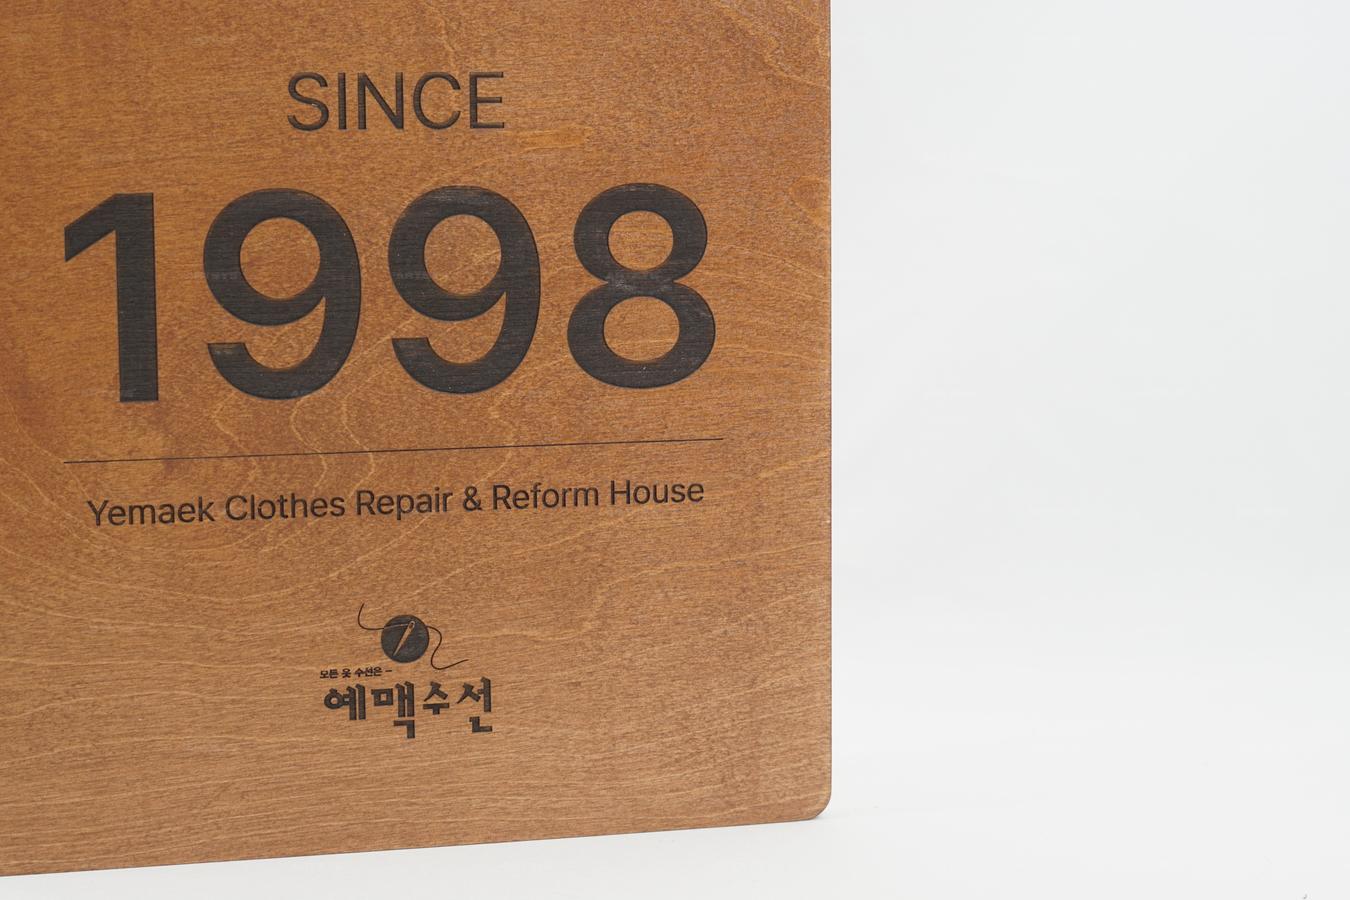 SINCE
1998
Yemaek Clothes Repair & Reform House
모든 옷 수선은 –
예맥수선